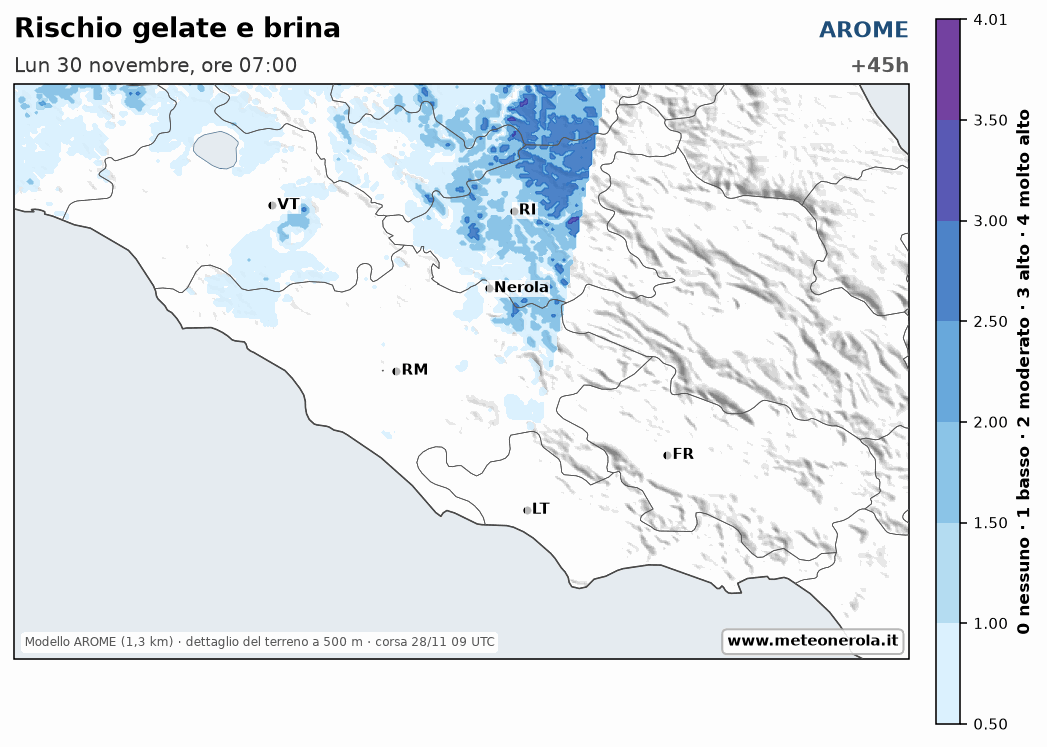 Rischio gelate e brina
AROME
Lun 30 novembre, ore 07:00
+45h
4.01
3.50
3.00
2.50
2.00
1.50
1.00
0.50
0 nessuno · 1 basso · 2 moderato · 3 alto · 4 molto alto
VT
RI
Nerola
RM
FR
LT
Modello AROME (1,3 km) · dettaglio del terreno a 500 m · corsa 28/11 09 UTC
www.meteonerola.it